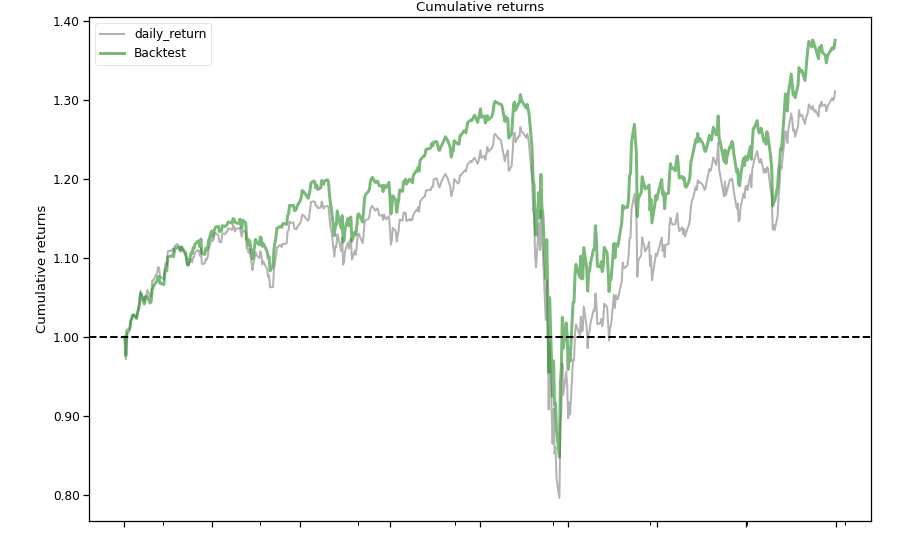 Cumulative returns
daily_return
Backtest
Cumulative returns
1.40
1.30
1.20
1.10
1.00
0.90
0.80